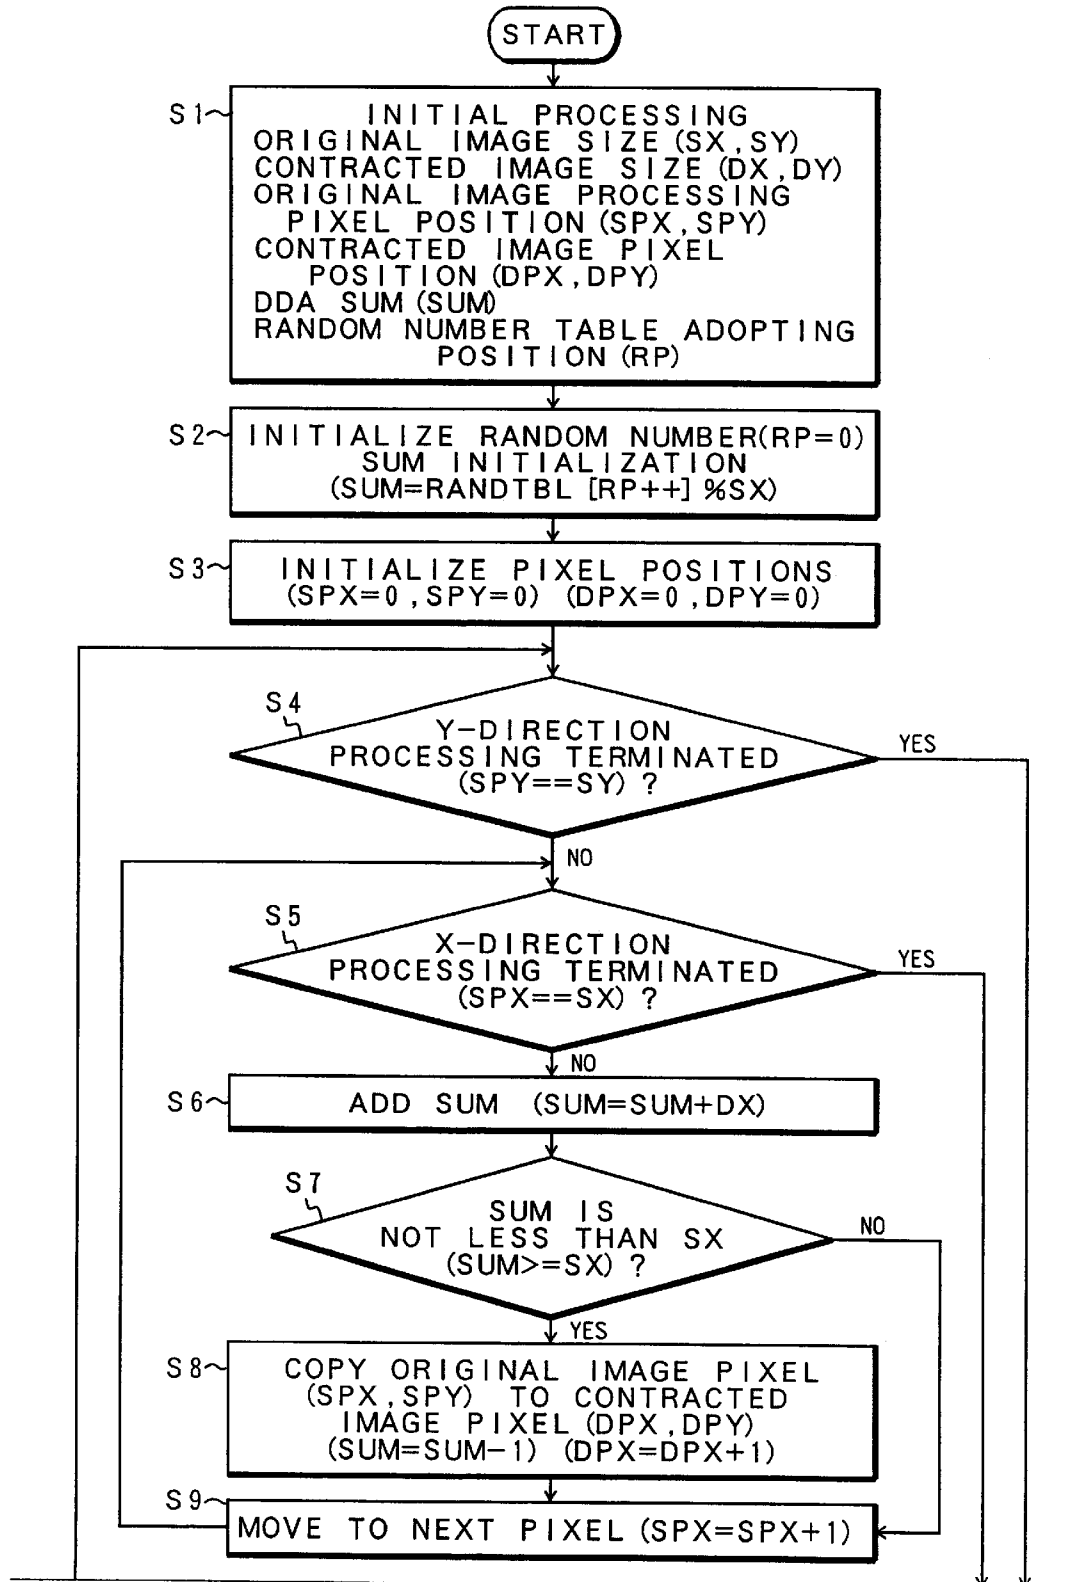 START
S1
INITIAL PROCESSING
ORIGINAL IMAGE SIZE (SX,SY)
CONTRACTED IMAGE SIZE (DX,DY)
ORIGINAL IMAGE PROCESSING
PIXEL POSITION (SPX,SPY)
CONTRACTED IMAGE PIXEL
POSITION (DPX,DPY)
DDA SUM (SUM)
RANDOM NUMBER TABLE ADOPTING
POSITION (RP)
S2
INITIALIZE RANDOM NUMBER(RP=0)
SUM INITIALIZATION
(SUM=RANDTBL [RP++] %SX)
S3
INITIALIZE PIXEL POSITIONS
(SPX=0,SPY=0) (DPX=0,DPY=0)
S4
Y-DIRECTION
PROCESSING TERMINATED
(SPY==SY) ?
YES
NO
S5
X-DIRECTION
PROCESSING TERMINATED
(SPX==SX) ?
YES
NO
S6
ADD SUM (SUM=SUM+DX)
S7
SUM IS
NOT LESS THAN SX
(SUM>=SX) ?
NO
YES
S8
COPY ORIGINAL IMAGE PIXEL
(SPX,SPY) TO CONTRACTED
IMAGE PIXEL (DPX,DPY)
(SUM=SUM-1) (DPX=DPX+1)
S9
MOVE TO NEXT PIXEL (SPX=SPX+1)